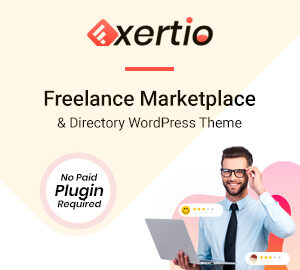 exertio
Freelance Marketplace
& Directory WordPress Theme
No Paid
Plugin
Required